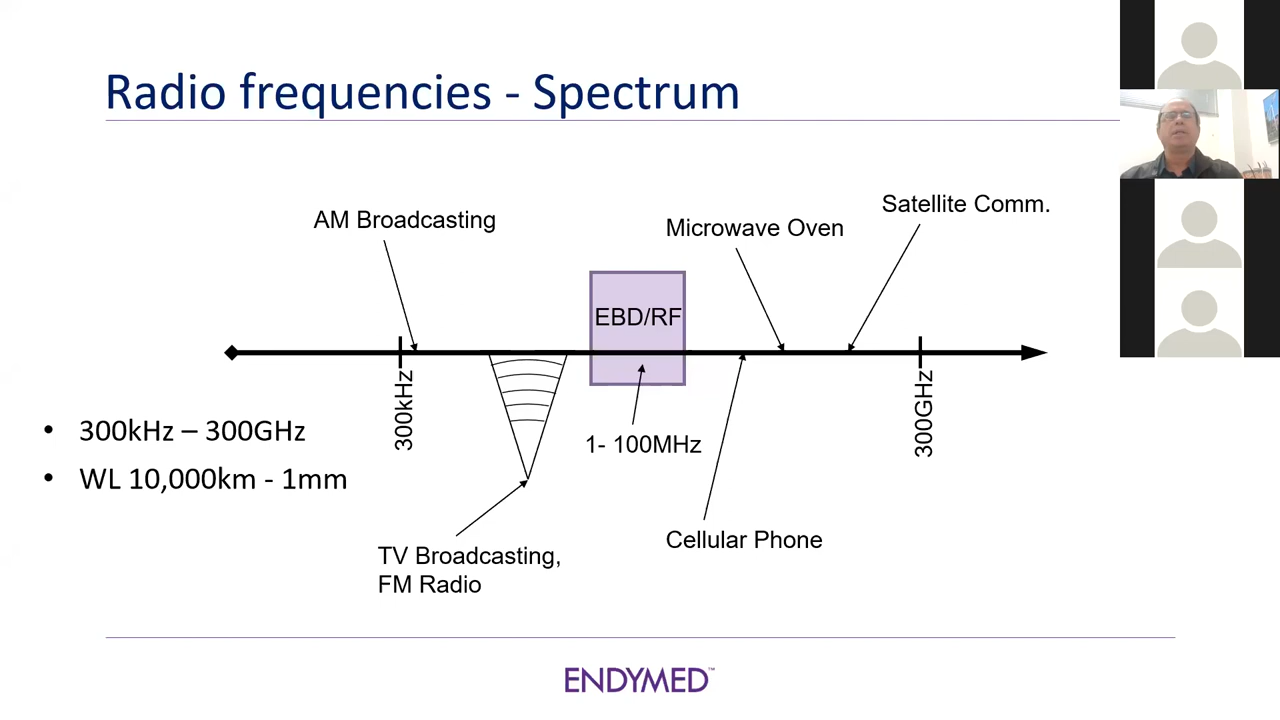 Radio frequencies - Spectrum
AM Broadcasting
Microwave Oven
Satellite Comm.
EBD/RF
300kHz
300GHz
1- 100MHz
• 300kHz – 300GHz
• WL 10,000km - 1mm
Cellular Phone
TV Broadcasting,
FM Radio
ENDYMED™